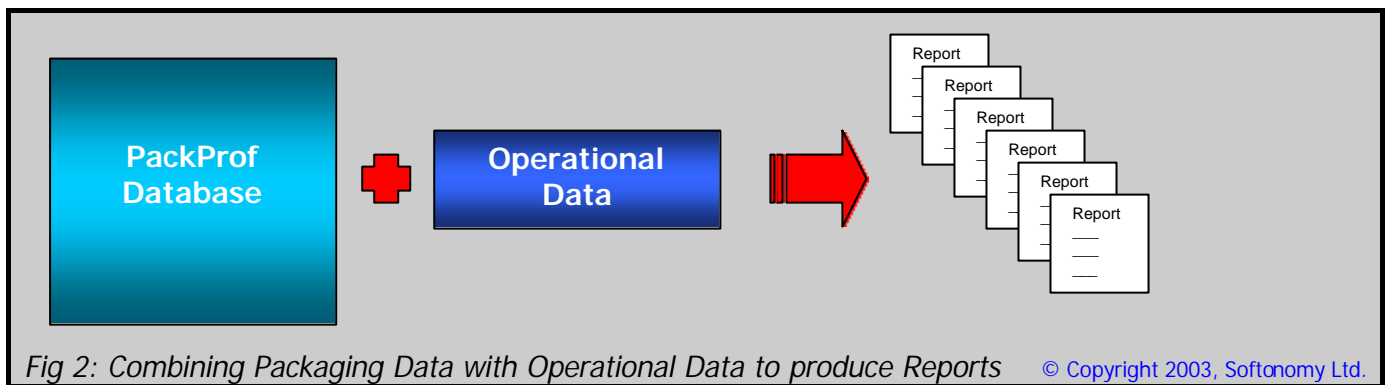 PackProf
Database
Operational
Data
Report
Report
Report
Report
Report
Report
Fig 2: Combining Packaging Data with Operational Data to produce Reports © Copyright 2003, Softonomy Ltd.